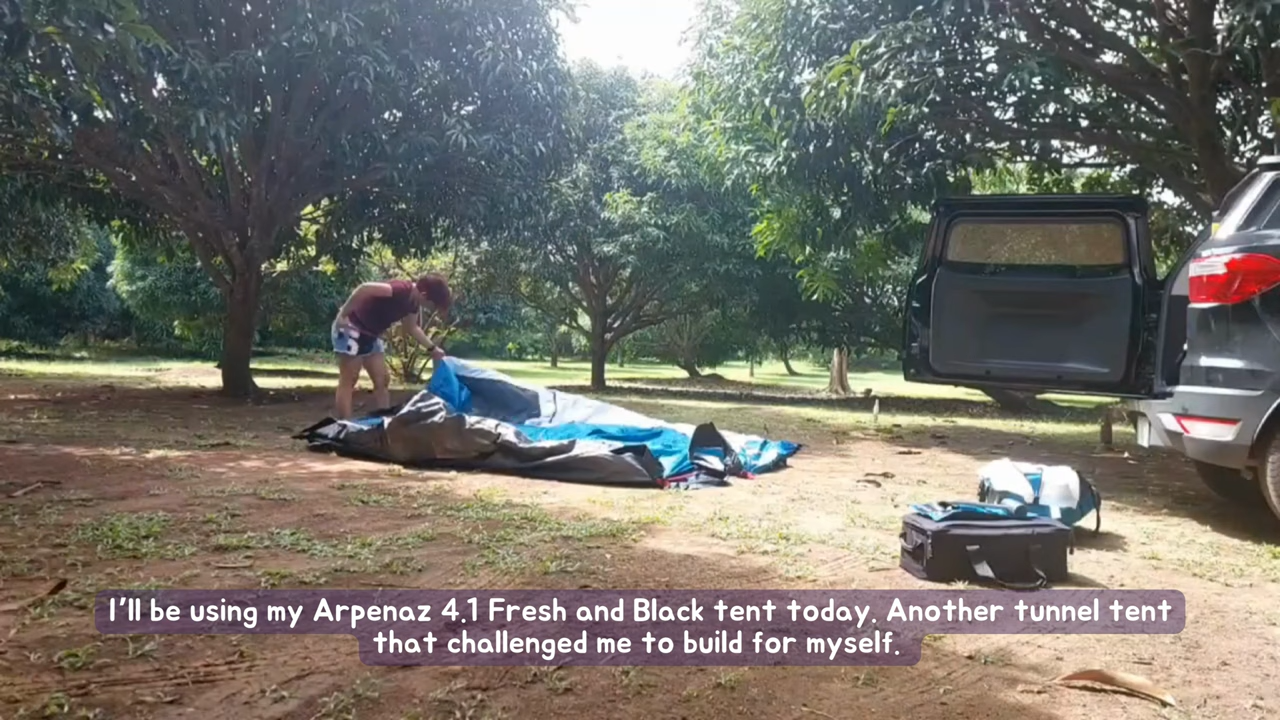 I'll be using my Arpenaz 4.1 Fresh and Black tent today. Another tunnel tent
that challenged me to build for myself.